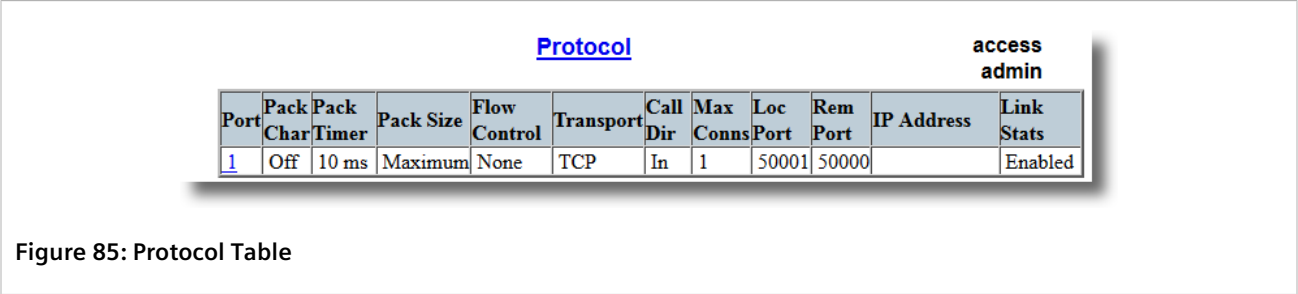 Protocol
access
admin
Port Pack Char Pack Timer Pack Size Flow Control Transport Call Dir Max Conns Loc Port Rem Port IP Address Link Stats
1 Off 10 ms Maximum None TCP In 1 50001 50000 Enabled
Figure 85: Protocol Table